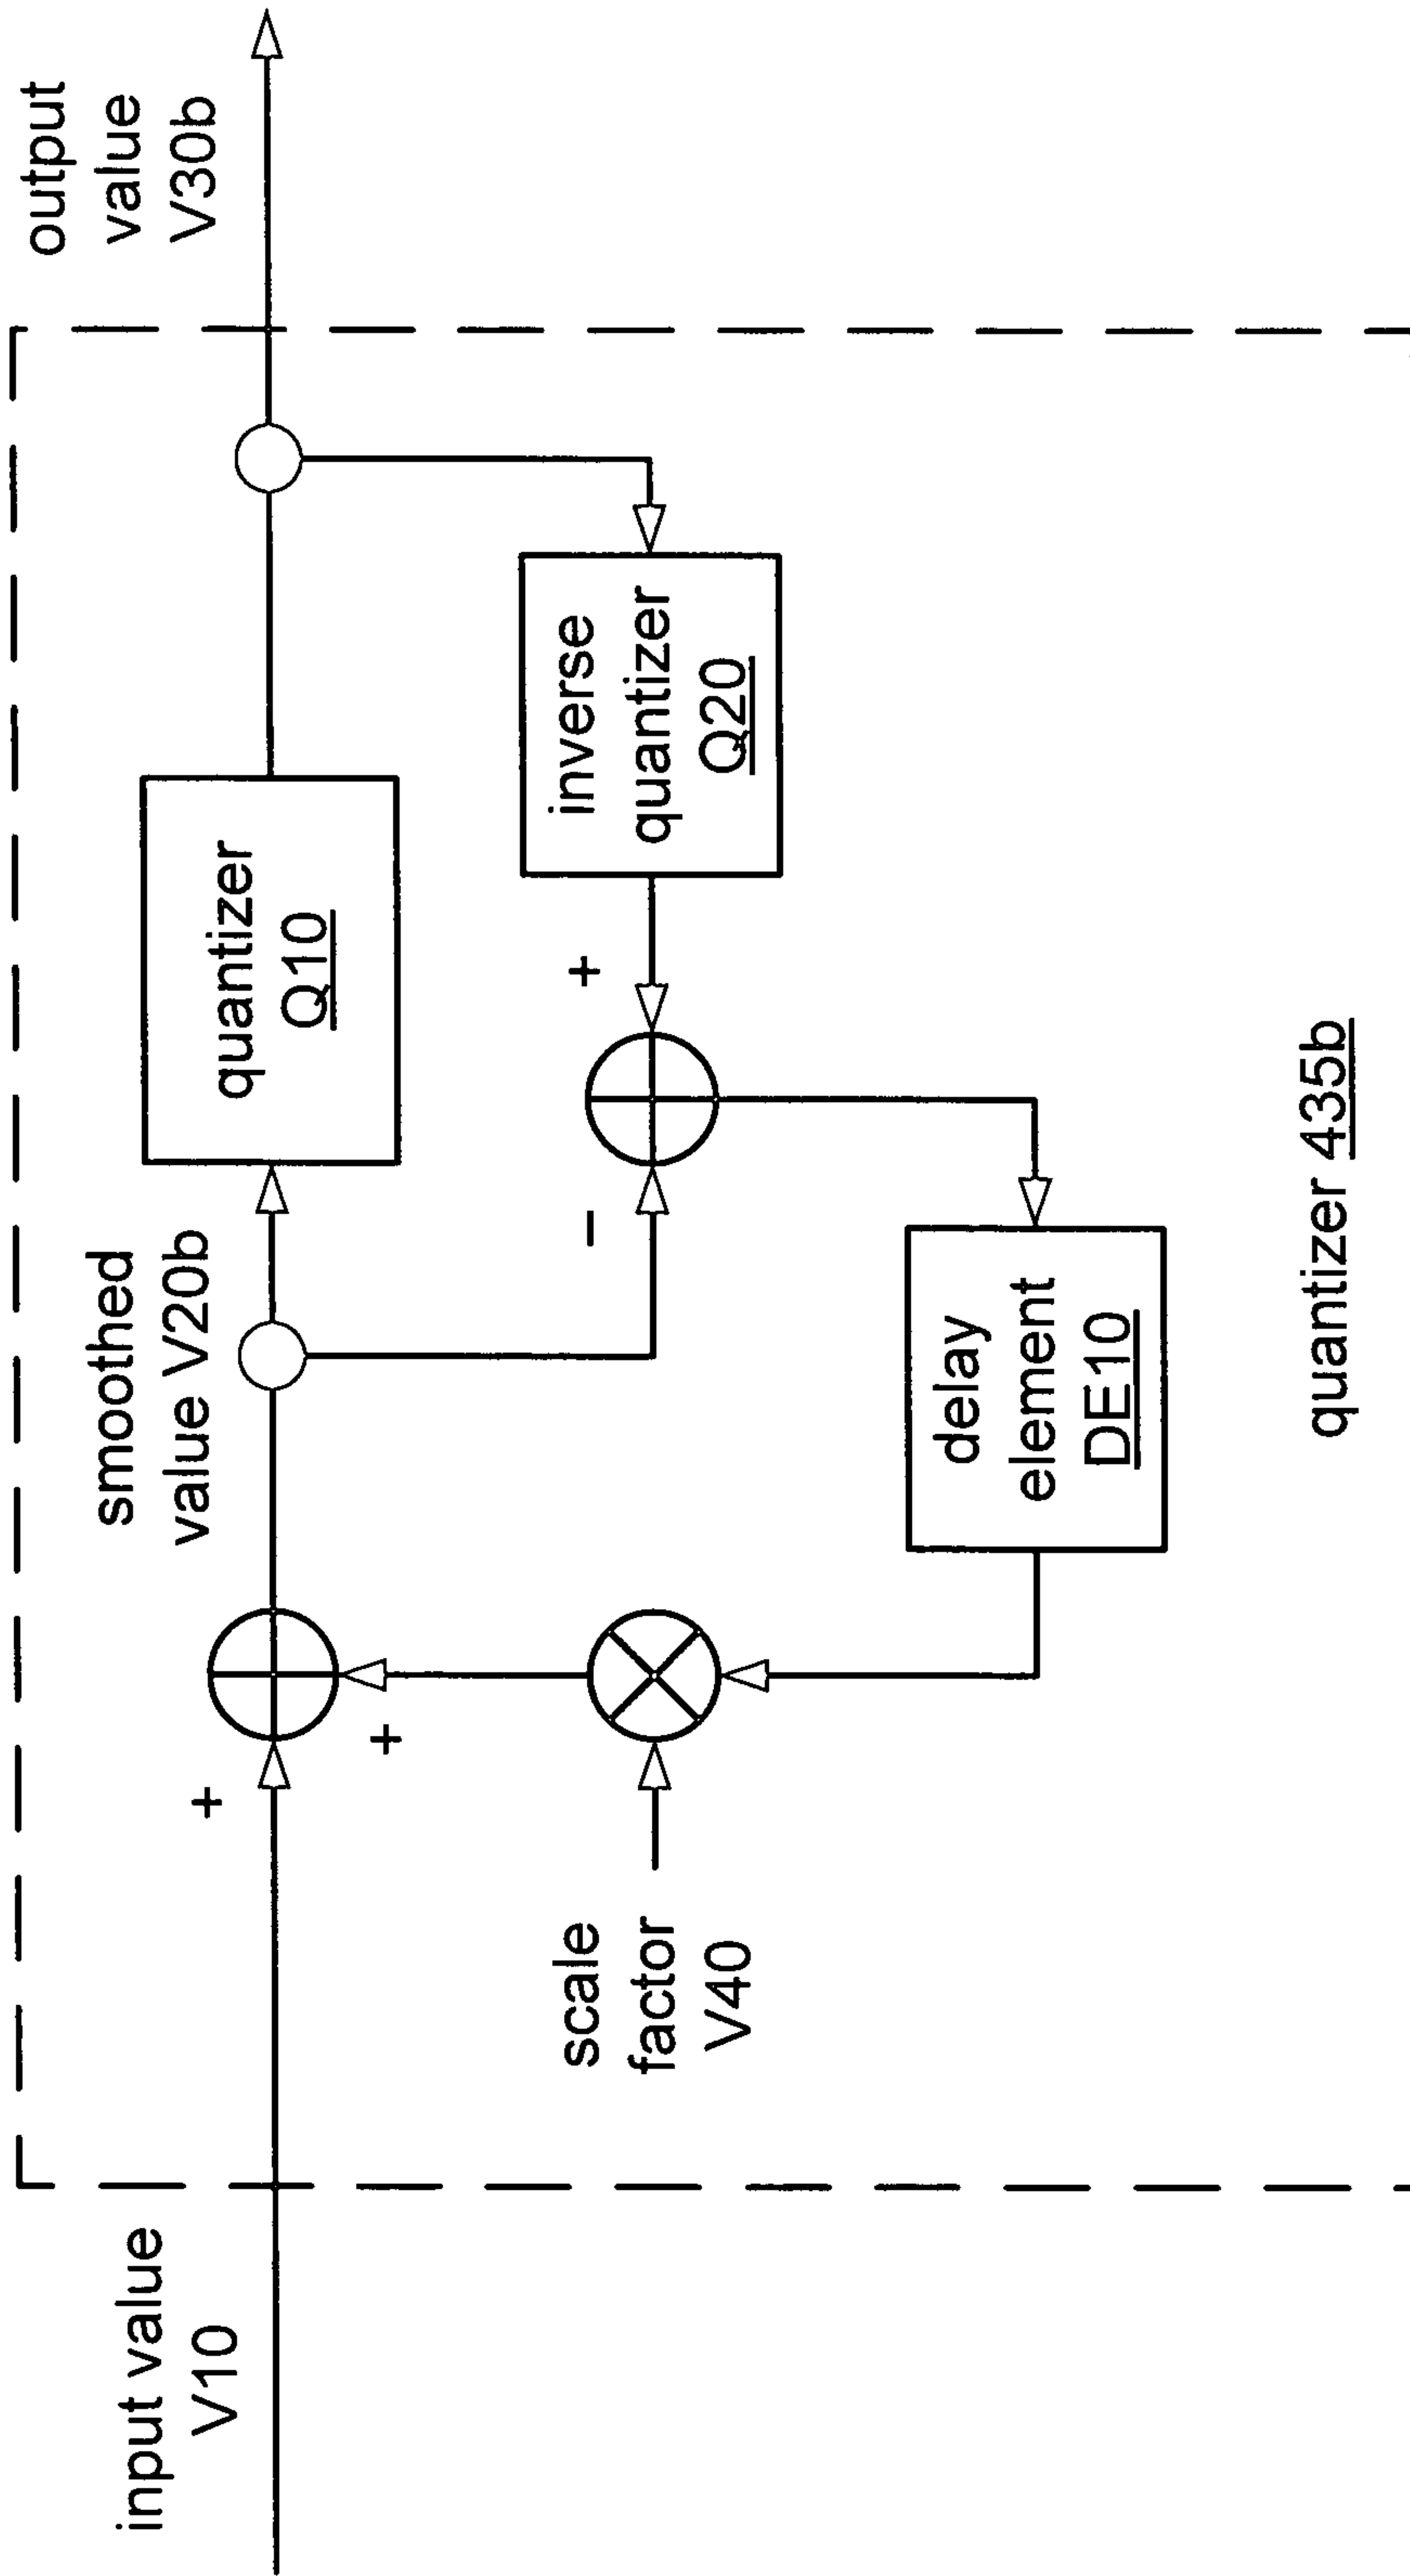 input value
V10
smoothed
value V20b
output
value
V30b
+
+
quantizer
Q10
scale
factor
V40
−
+
inverse
quantizer
Q20
delay
element
DE10
quantizer 435b